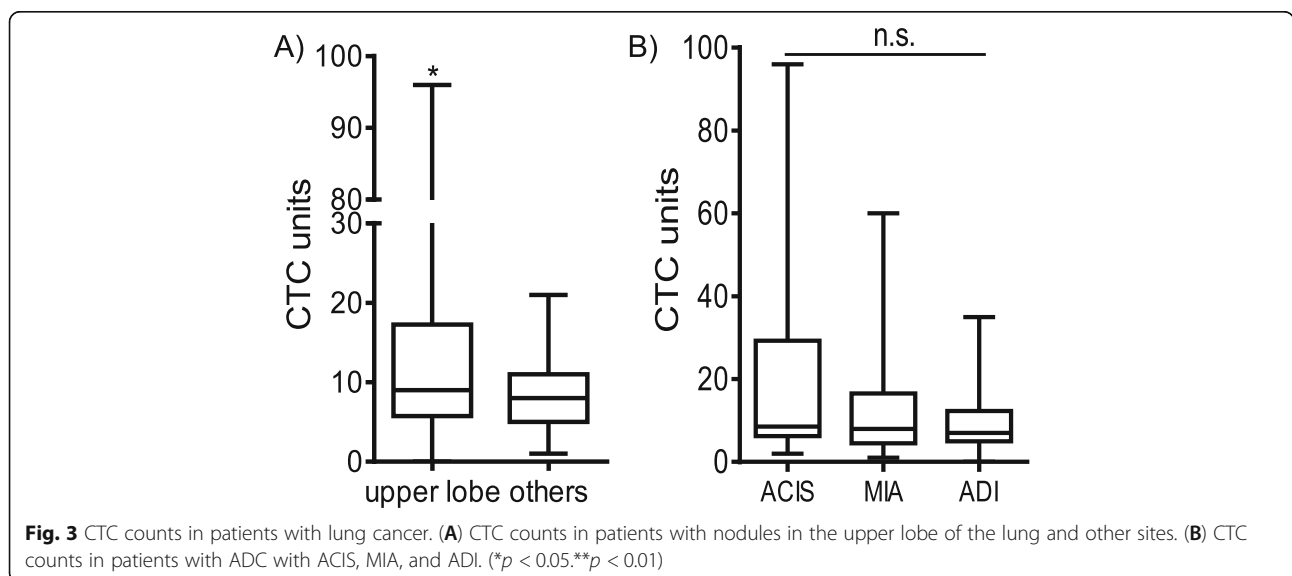 A)
*
100
90
80
30
20
10
0
CTC units
upper lobe others
B)
n.s.
100
80
60
40
20
0
CTC units
ACIS MIA ADI
Fig. 3 CTC counts in patients with lung cancer. (A) CTC counts in patients with nodules in the upper lobe of the lung and other sites. (B) CTC
counts in patients with ADC with ACIS, MIA, and ADI. (*p < 0.05.**p < 0.01)